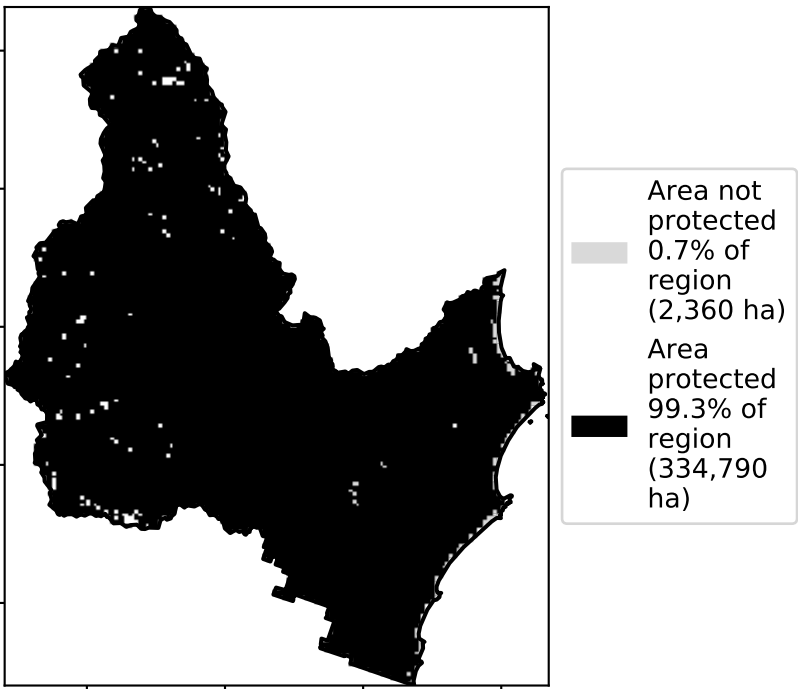 Area not
protected
0.7% of
region
(2,360 ha)
Area
protected
99.3% of
region
(334,790
ha)